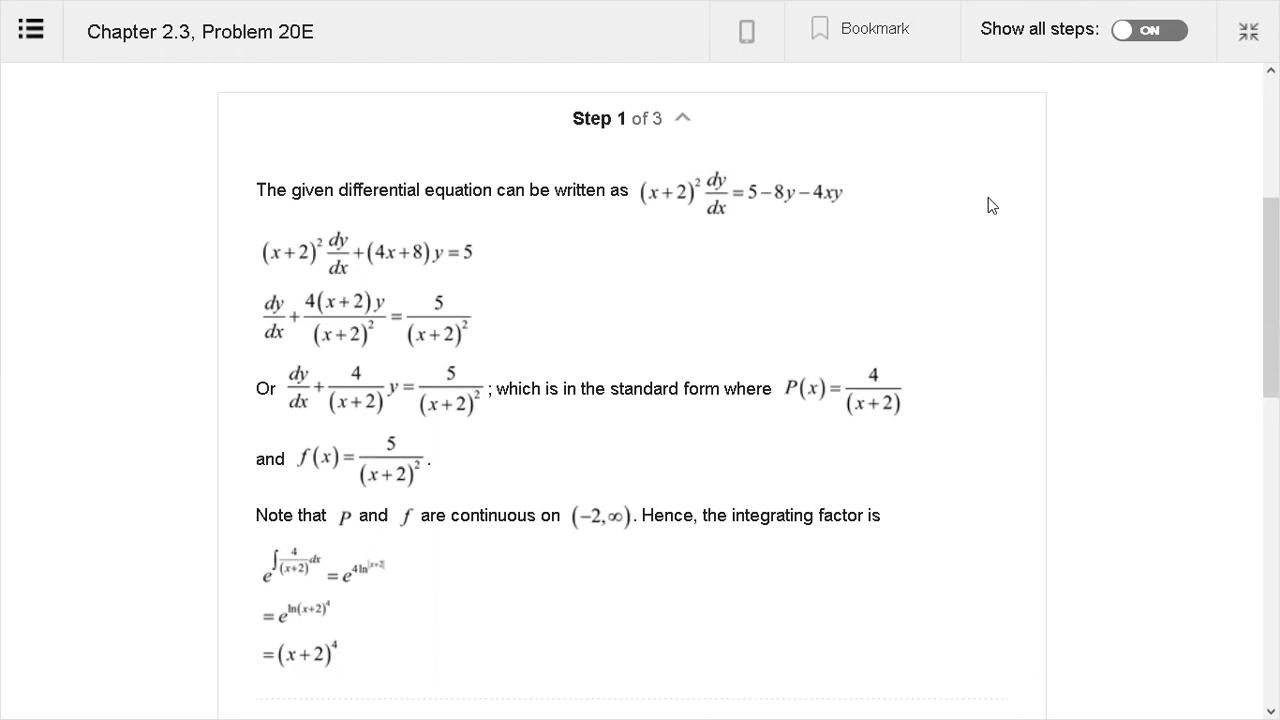 Chapter 2.3, Problem 20E
Bookmark
Show all steps: ON
Step 1 of 3
The given differential equation can be written as (x+2)² dy/dx = 5−8y−4xy
(x+2)² dy/dx + (4x+8) y = 5
dy/dx + 4(x+2) y/(x+2)² = 5/(x+2)²
Or dy/dx + 4/(x+2) y = 5/(x+2)² ; which is in the standard form where P(x) = 4/(x+2)
and f(x) = 5/(x+2)² .
Note that P and f are continuous on (−2,∞). Hence, the integrating factor is
e^∫4/(x+2) dx = e^4 ln|x+2|
= e^ln(x+2)⁴
= (x+2)⁴